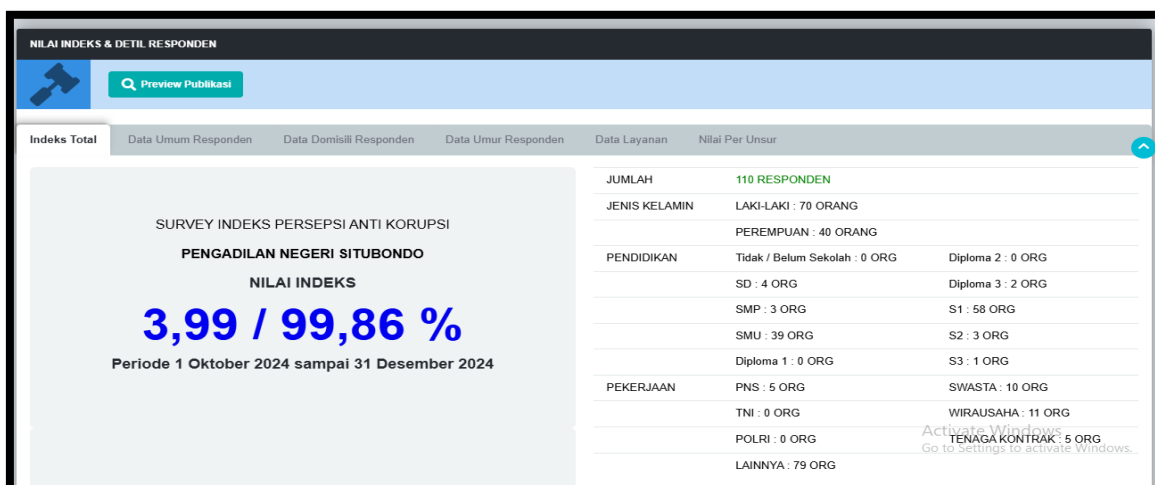 NILAI INDEKS & DETIL RESPONDEN
Preview Publikasi
Indeks Total Data Umum Responden Data Domisili Responden Data Umur Responden Data Layanan Nilai Per Unsur
SURVEY INDEKS PERSEPSI ANTI KORUPSI
PENGADILAN NEGERI SITUBONDO
NILAI INDEKS
3,99 / 99,86 %
Periode 1 Oktober 2024 sampai 31 Desember 2024
JUMLAH 110 RESPONDEN
JENIS KELAMIN LAKI-LAKI : 70 ORANG
PEREMPUAN : 40 ORANG
PENDIDIKAN Tidak / Belum Sekolah : 0 ORG Diploma 2 : 0 ORG
SD : 4 ORG Diploma 3 : 2 ORG
SMP : 3 ORG S1 : 58 ORG
SMU : 39 ORG S2 : 3 ORG
Diploma 1 : 0 ORG S3 : 1 ORG
PEKERJAAN PNS : 5 ORG SWASTA : 10 ORG
TNI : 0 ORG WIRAUSAHA : 11 ORG
POLRI : 0 ORG TENAGA KONTRAK : 5 ORG
LAINNYA : 79 ORG
Activate Windows
Go to Settings to activate Windows.